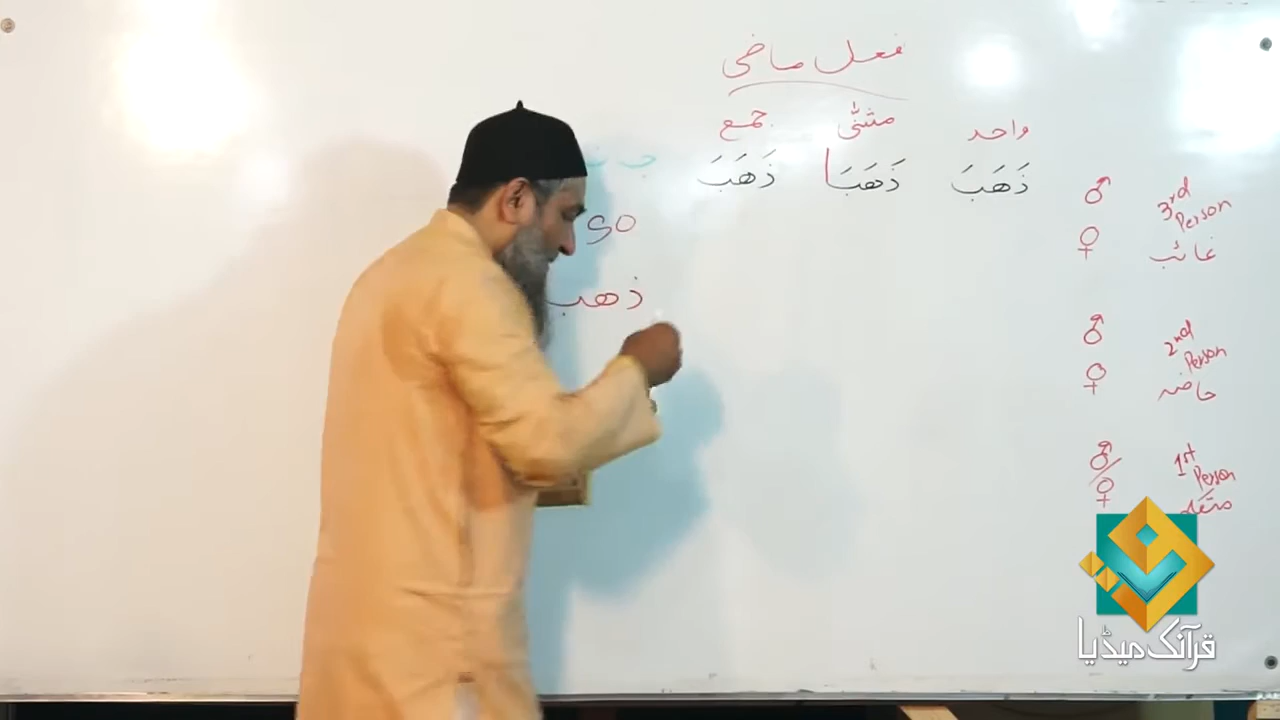 فعل ماضی
واحد مثنّٰی جمع
ذَهَبَ ذَهَبَا ذَهَبَ
so
ذهب
♂ 3rd Person
♀ غائب
♂ 2nd Person
♀ حاضر
♂/♀ 1st Person
متکلم
قرآنک میڈیا